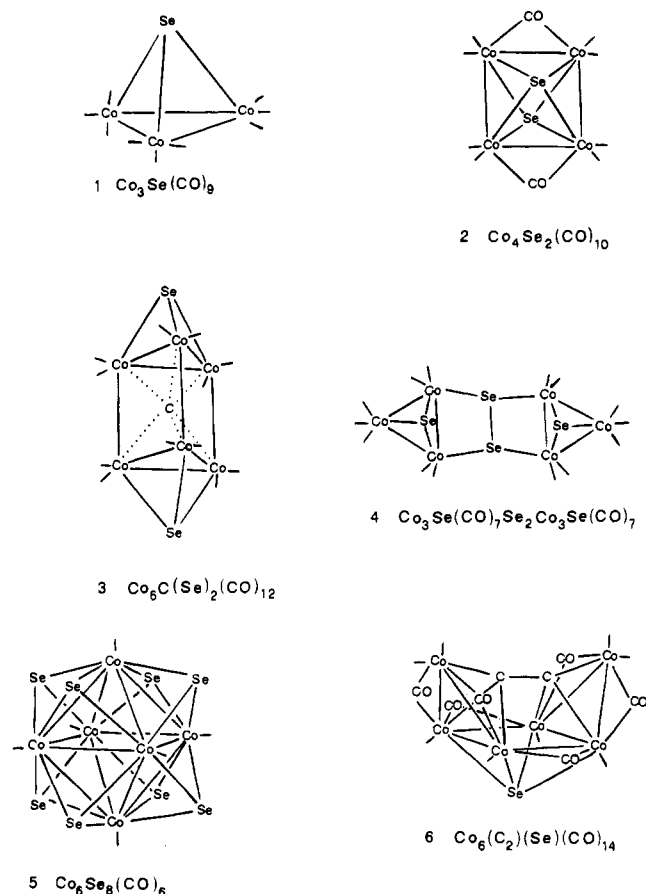 Se
Co Co
Co
1 Co₃Se(CO)₉
CO
Co Co
Se
Se
Co Co
CO
2 Co₄Se₂(CO)₁₀
Se
Co
Co Co
C
Co
Co Co
Se
3 Co₆C(Se)₂(CO)₁₂
Co Se Co
Co Se Se Co
Co Se Co
4 Co₃Se(CO)₇Se₂Co₃Se(CO)₇
Co
Se Se Se Se
Co Co Co Co
Se Se Se Se
Co
5 Co₆Se₈(CO)₆
Co CO Co
C C
CO CO CO CO
Co Co
Co Co
CO
Se
6 Co₆(C₂)(Se)(CO)₁₄